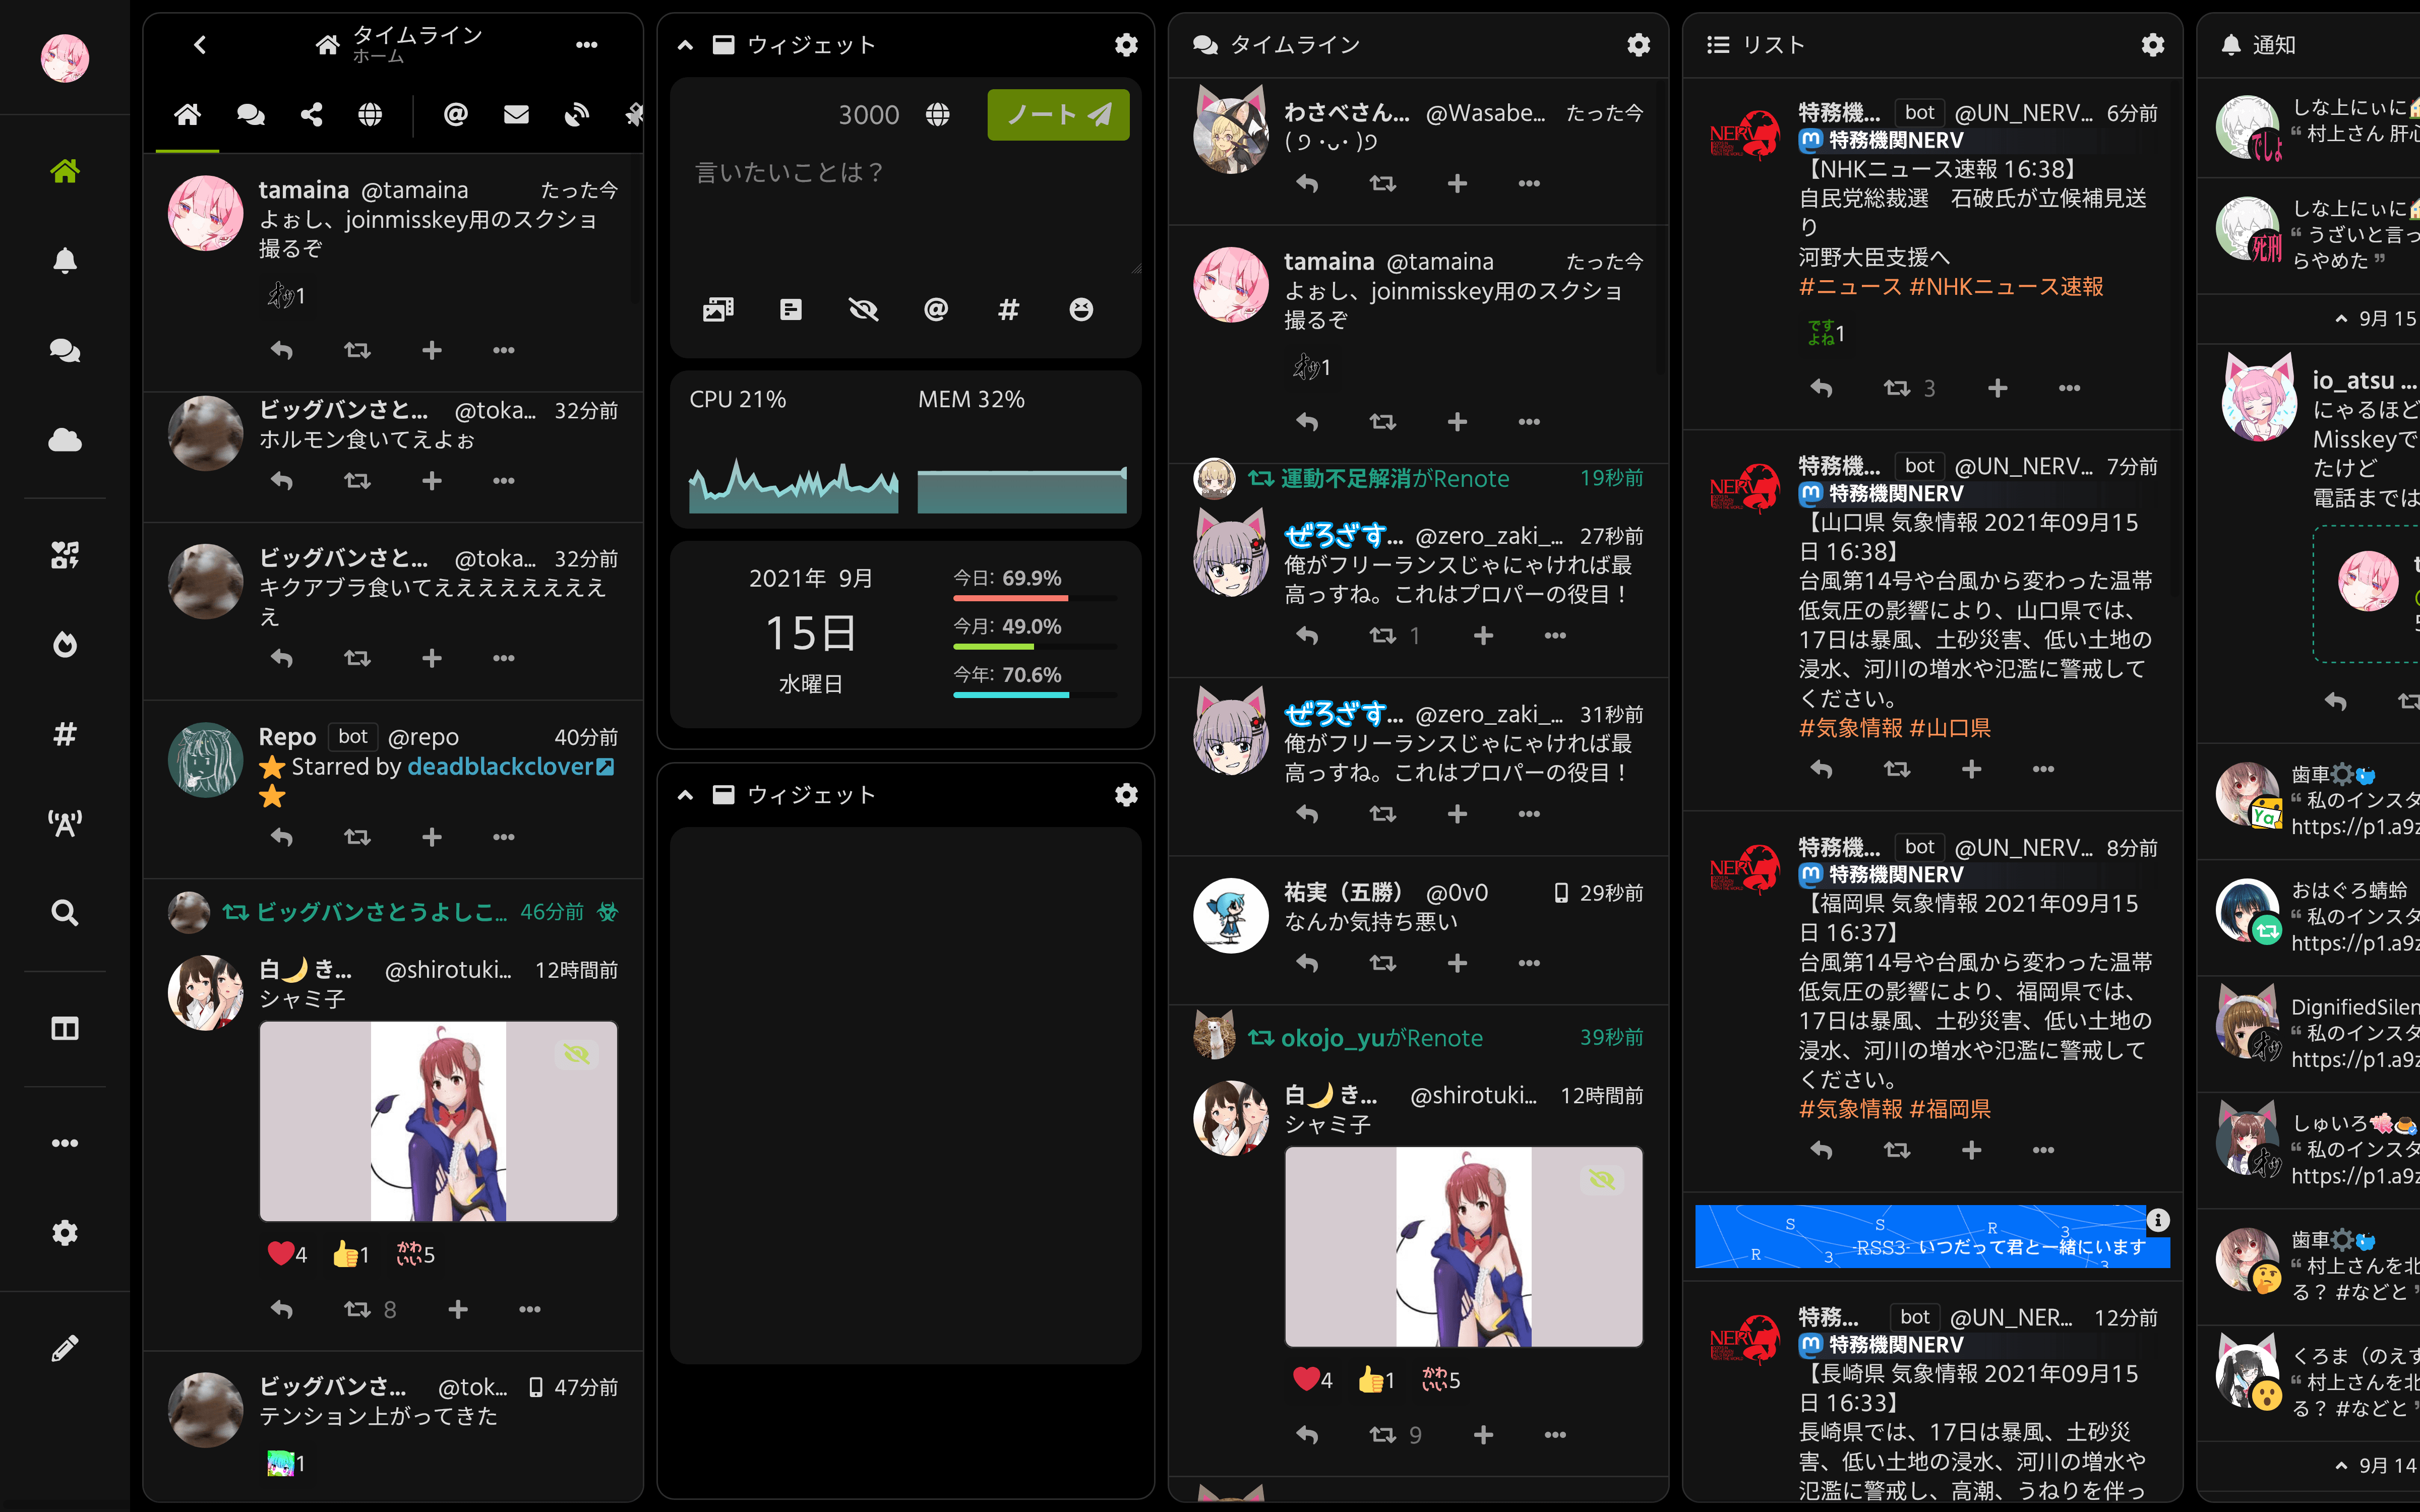 タイムライン
ホーム
tamaina @tamaina たった今
よぉし、joinmisskey用のスクショ
撮るぞ
1
ビッグバンさと... @toka... 32分前
ホルモン食いてえよぉ
ビッグバンさと... @toka... 32分前
キクアブラ食いてええええええええ
え
Repo bot @repo 40分前
Starred by deadblackclover
ビッグバンさとうよしこ... 46分前
白🌙き... @shirotuki... 12時間前
シャミ子
4 1 かわいい5
8
ビッグバンさ... @tok... 47分前
テンション上がってきた
1
ウィジェット
3000 ノート
言いたいことは？
CPU 21% MEM 32%
2021年 9月
15日
水曜日
今日: 69.9%
今月: 49.0%
今年: 70.6%
ウィジェット
タイムライン
わさべさん... @Wasabe... たった今
( ੭ ･ᴗ･ )੭
tamaina @tamaina たった今
よぉし、joinmisskey用のスクショ
撮るぞ
1
運動不足解消がRenote 19秒前
ぜろざす... @zero_zaki_... 27秒前
俺がフリーランスじゃにゃければ最
高っすね。これはプロパーの役目！
1
ぜろざす... @zero_zaki_... 31秒前
俺がフリーランスじゃにゃければ最
高っすね。これはプロパーの役目！
祐実（五勝） @0v0 29秒前
なんか気持ち悪い
okojo_yuがRenote 39秒前
白🌙き... @shirotuki... 12時間前
シャミ子
4 1 かわいい5
9
リスト
特務機... bot @UN_NERV... 6分前
特務機関NERV
【NHKニュース速報 16:38】
自民党総裁選　石破氏が立候補見送
り
河野大臣支援へ
#ニュース #NHKニュース速報
ですよね1
3
特務機... bot @UN_NERV... 7分前
特務機関NERV
【山口県 気象情報 2021年09月15
日 16:38】
台風第14号や台風から変わった温帯
低気圧の影響により、山口県では、
17日は暴風、土砂災害、低い土地の
浸水、河川の増水や氾濫に警戒して
ください。
#気象情報 #山口県
特務機... bot @UN_NERV... 8分前
特務機関NERV
【福岡県 気象情報 2021年09月15
日 16:37】
台風第14号や台風から変わった温帯
低気圧の影響により、福岡県では、
17日は暴風、土砂災害、低い土地の
浸水、河川の増水や氾濫に警戒して
ください。
#気象情報 #福岡県
-RSS3- いつだって君と一緒にいます
特務... bot @UN_NER... 12分前
特務機関NERV
【長崎県 気象情報 2021年09月15
日 16:33】
長崎県では、17日は暴風、土砂災
害、低い土地の浸水、河川の増水や
氾濫に警戒し、高潮、うねりを伴っ
通知
しな上にぃに
“ 村上さん 肝心
でしょ
しな上にぃに
“ うざいと言っ
らやめた ”
死刑
9月 15
io_atsu ...
にゃるほど
Misskeyで
たけど
電話までは
歯車
“ 私のインスタ
https://p1.a9z
おはぐろ蜻蛉
“ 私のインスタ
https://p1.a9z
DignifiedSilen
“ 私のインスタ
https://p1.a9z
しゅいろ
“ 私のインスタ
https://p1.a9z
歯車
“ 村上さんを北
る？ #などと ”
くろま（のえす
“ 村上さんを北
る？ #などと ”
9月 14